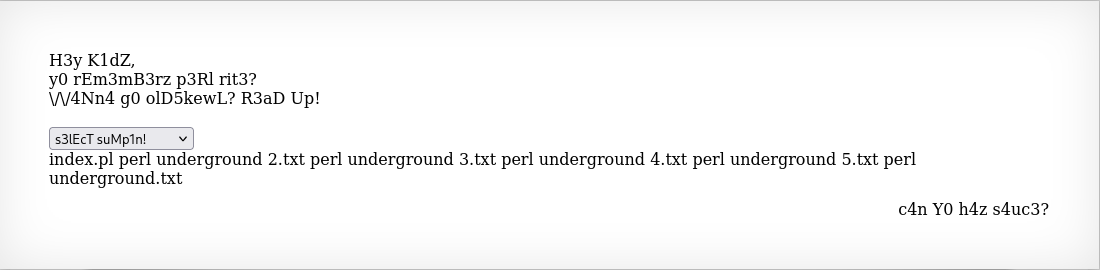 H3y K1dZ,
y0 rEm3mB3rz p3Rl rit3?
\/\/4Nn4 g0 olD5kewL? R3aD Up!
s3lEcT suMp1n!
index.pl perl underground 2.txt perl underground 3.txt perl underground 4.txt perl underground 5.txt perl
underground.txt
c4n Y0 h4z s4uc3?